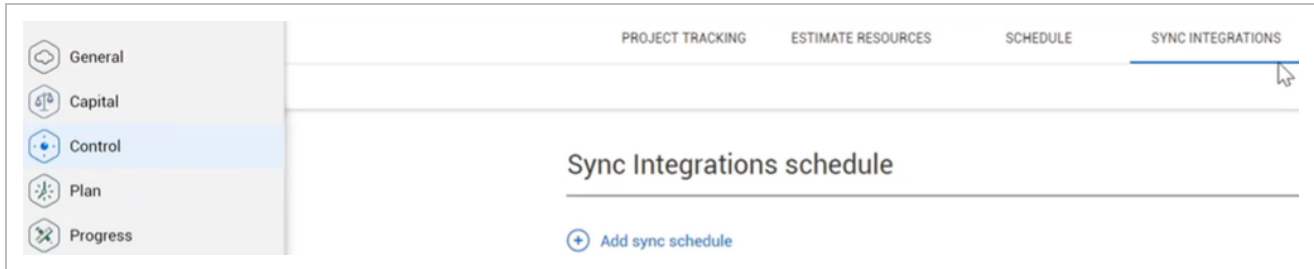 General
Capital
Control
Plan
Progress
PROJECT TRACKING ESTIMATE RESOURCES SCHEDULE SYNC INTEGRATIONS
Sync Integrations schedule
Add sync schedule